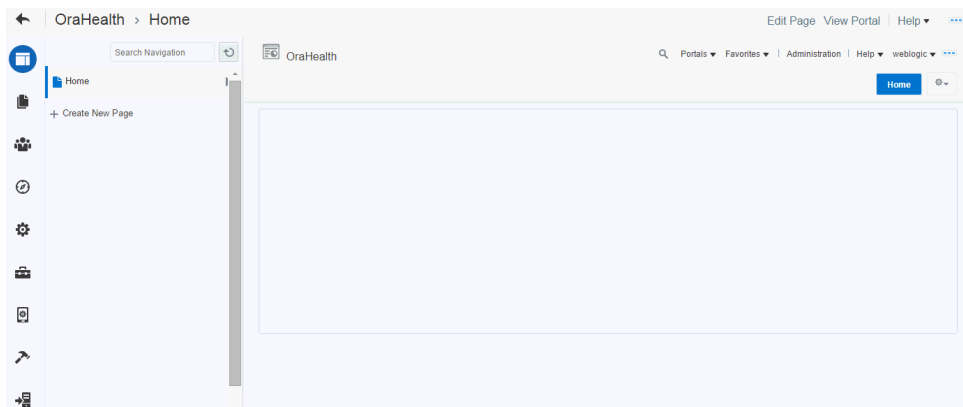 OraHealth > Home
Edit Page View Portal Help
Search Navigation
Home
+ Create New Page
OraHealth
Portals Favorites Administration Help weblogic
Home